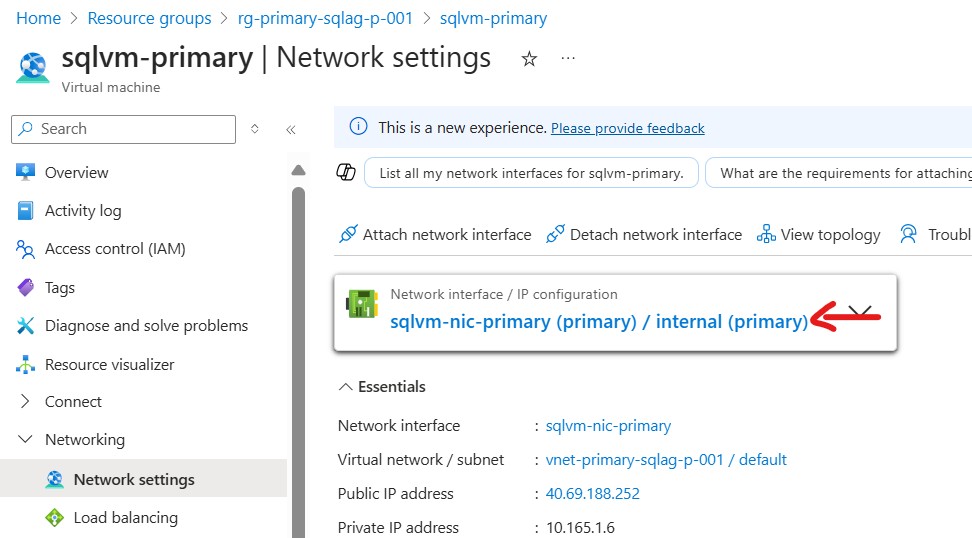 Home > Resource groups > rg-primary-sqlag-p-001 > sqlvm-primary
sqlvm-primary | Network settings
Virtual machine
Search
Overview
Activity log
Access control (IAM)
Tags
Diagnose and solve problems
Resource visualizer
Connect
Networking
Network settings
Load balancing
This is a new experience. Please provide feedback
List all my network interfaces for sqlvm-primary.
What are the requirements for attaching
Attach network interface
Detach network interface
View topology
Troubl
Network interface / IP configuration
sqlvm-nic-primary (primary) / internal (primary)
Essentials
Network interface : sqlvm-nic-primary
Virtual network / subnet : vnet-primary-sqlag-p-001 / default
Public IP address : 40.69.188.252
Private IP address : 10.165.1.6